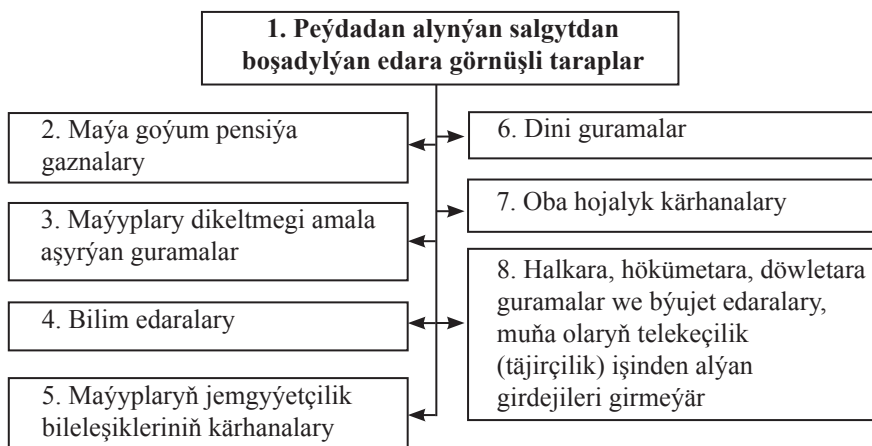 1. Peýdadan alynýan salgytdan
boşadylýan edara görnüşli taraplar
2. Maýa goýum pensiýa
gaznalary
3. Maýyplary dikeltmegi amala
aşyrýan guramalar
4. Bilim edaralary
5. Maýyplaryň jemgyýetçilik
bileleşikleriniň kärhanalary
6. Dini guramalar
7. Oba hojalyk kärhanalary
8. Halkara, hökümetara, döwletara
guramalar we býujet edaralary,
muňa olaryň telekeçilik
(täjirçilik) işinden alýan
girdejileri girmeýär